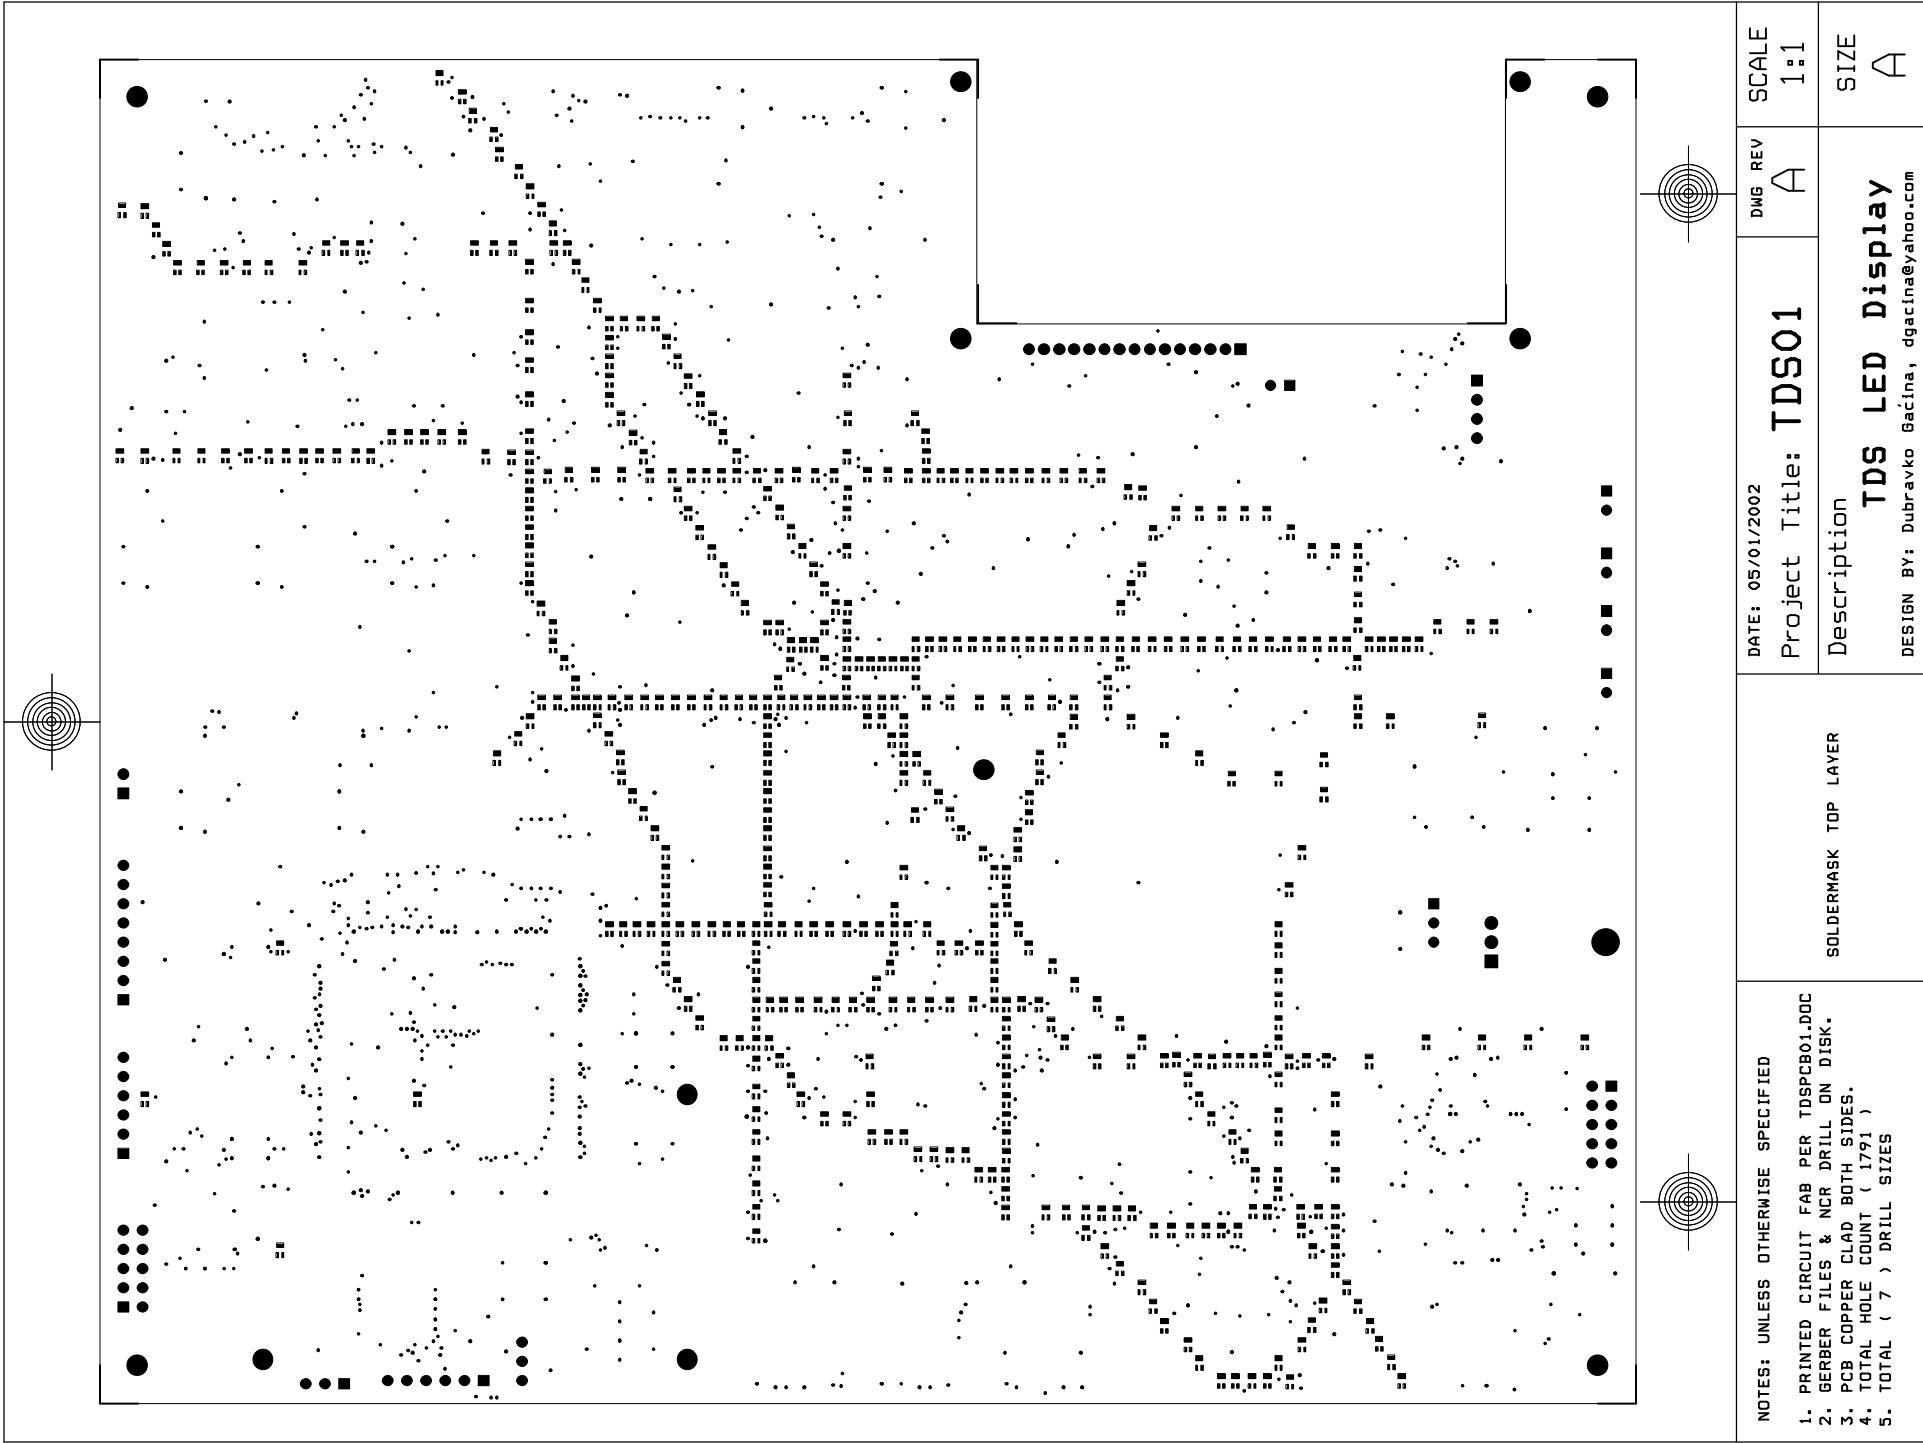 NOTES: UNLESS OTHERWISE SPECIFIED
1. PRINTED CIRCUIT FAB PER TDSPCB01.DOC
2. GERBER FILES & NCR DRILL ON DISK.
3. PCB COPPER CLAD BOTH SIDES.
4. TOTAL HOLE COUNT ( 1791 )
5. TOTAL ( 7 ) DRILL SIZES
SOLDERMASK TOP LAYER
DATE: 05/01/2002
Project Title: TDS01
DWG REV
A
SCALE
1:1
Description
TDS LED Display
DESIGN BY: Dubravko Gaćina, dgacina@yahoo.com
SIZE
A